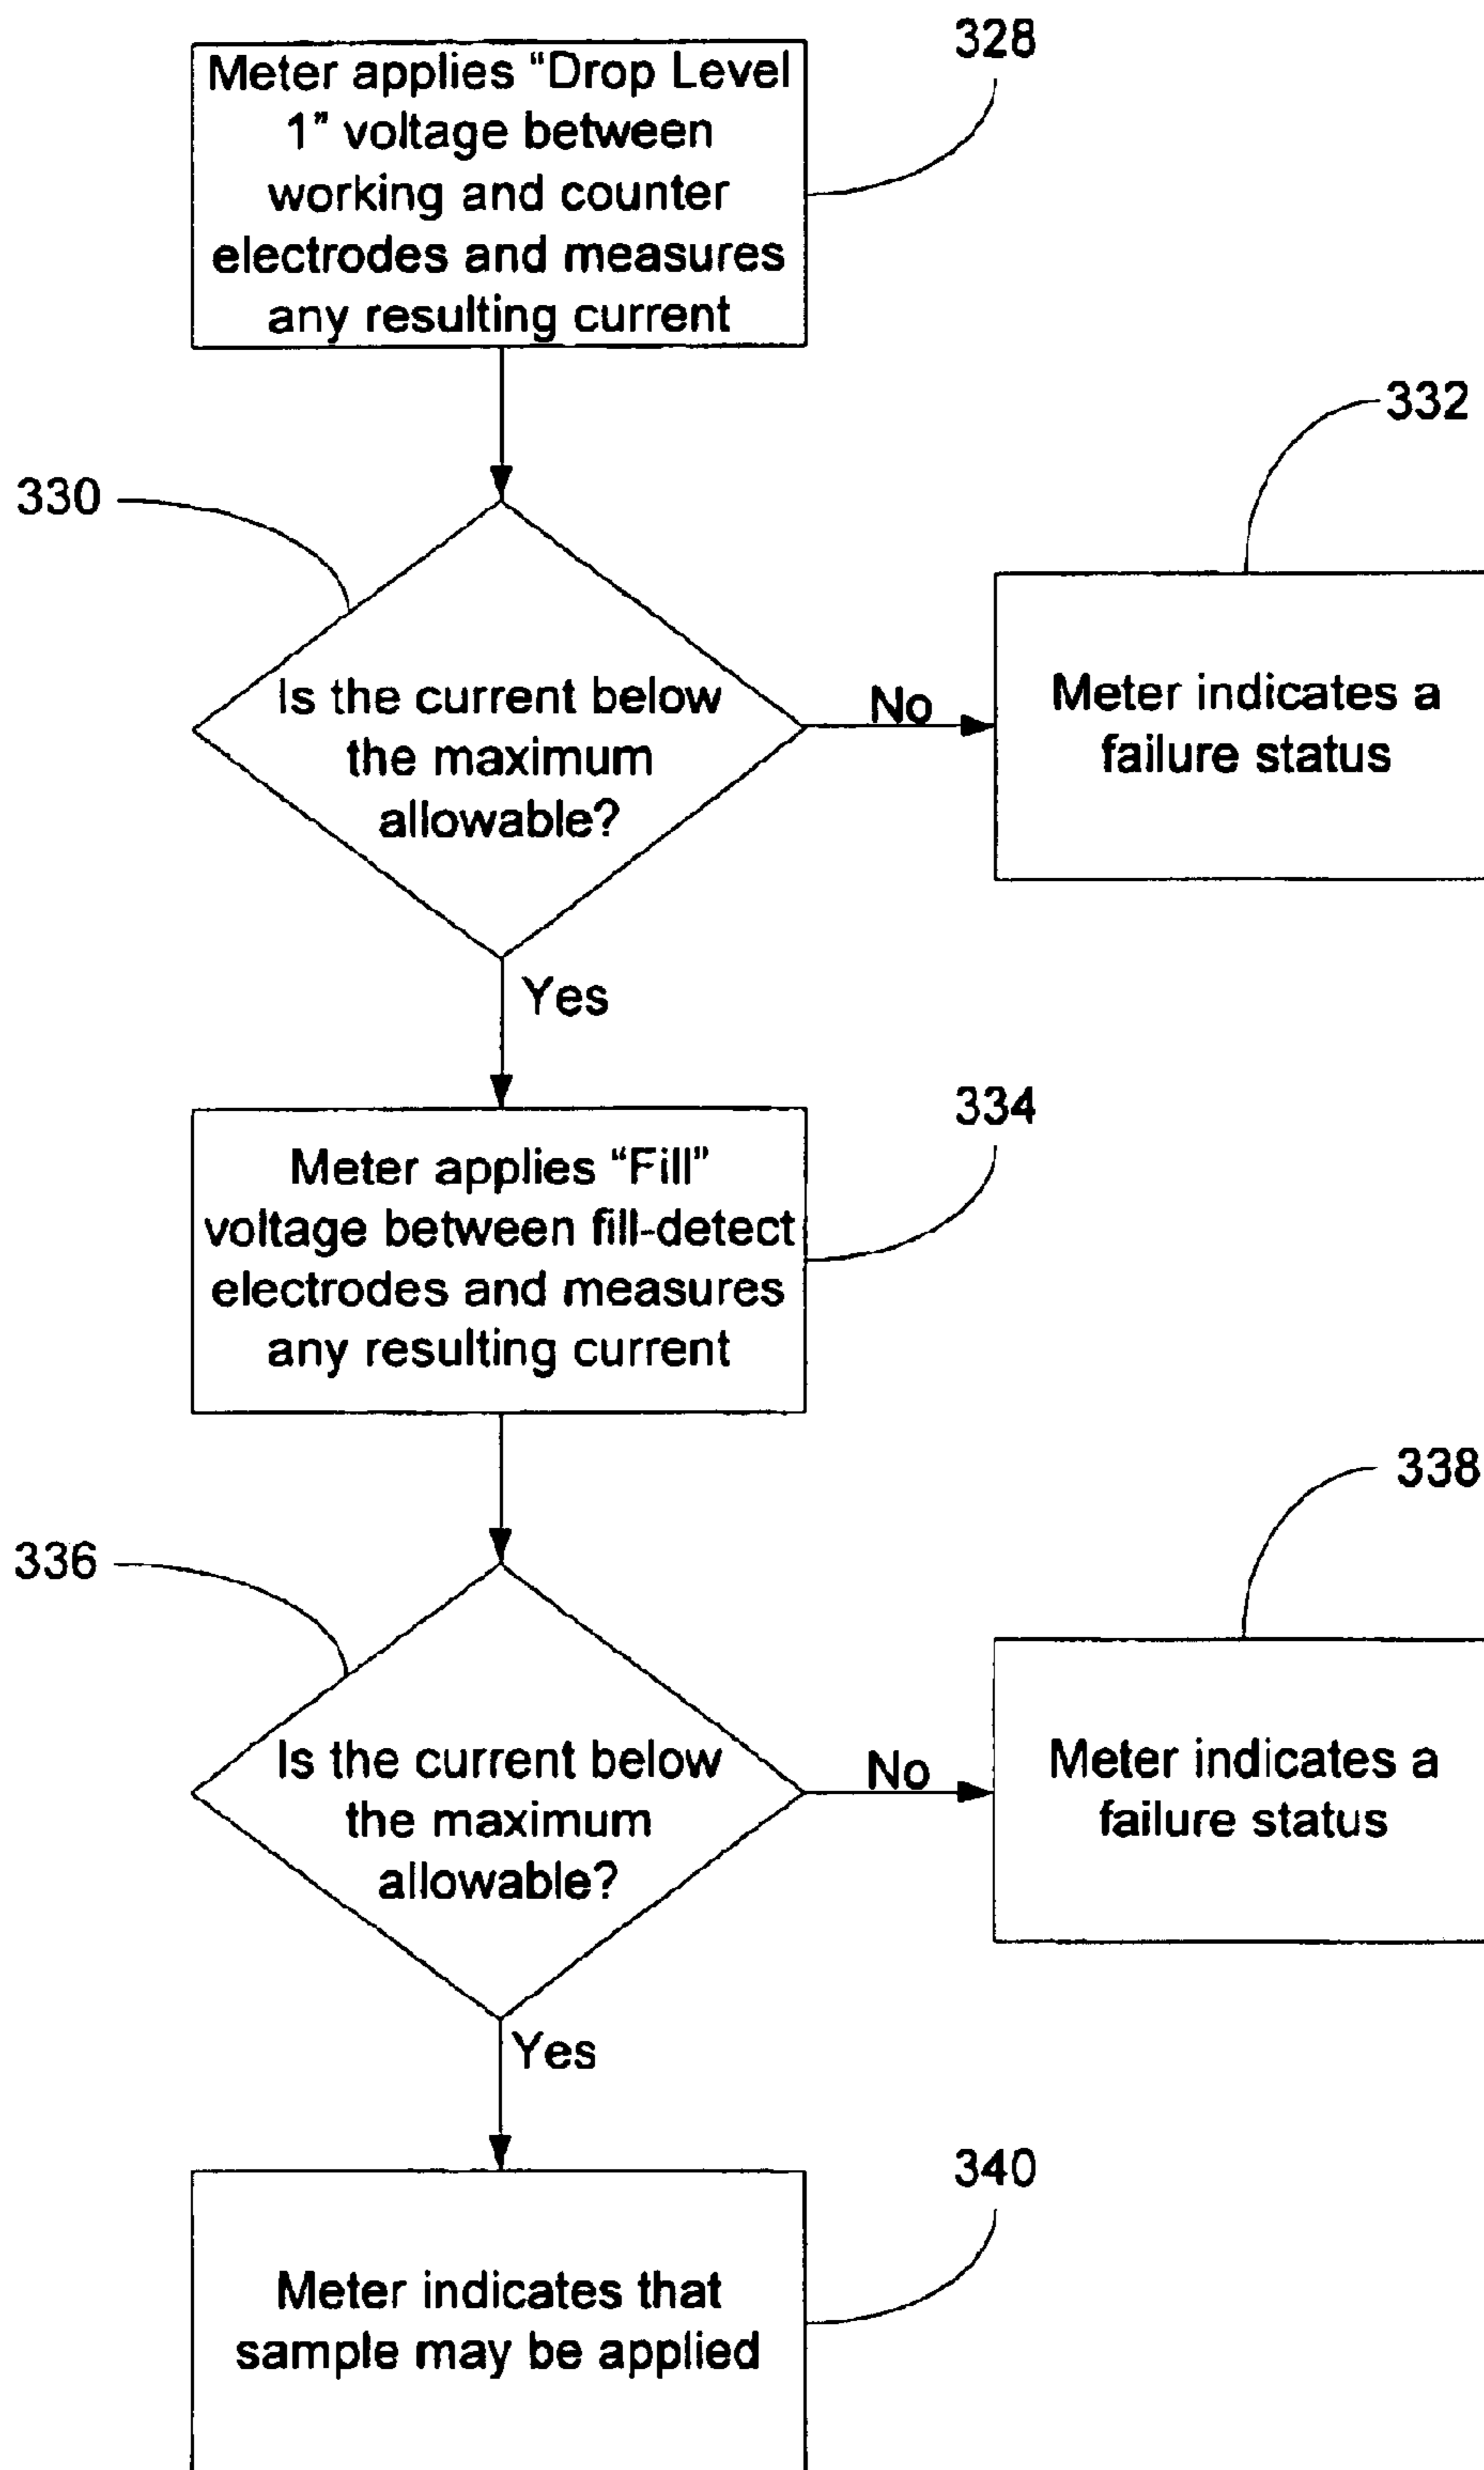 328
Meter applies “Drop Level
1” voltage between
working and counter
electrodes and measures
any resulting current
332
330
Is the current below
the maximum
allowable?
No
Meter indicates a
failure status
Yes
334
Meter applies “Fill”
voltage between fill-detect
electrodes and measures
any resulting current
338
336
Is the current below
the maximum
allowable?
No
Meter indicates a
failure status
Yes
340
Meter indicates that
sample may be applied